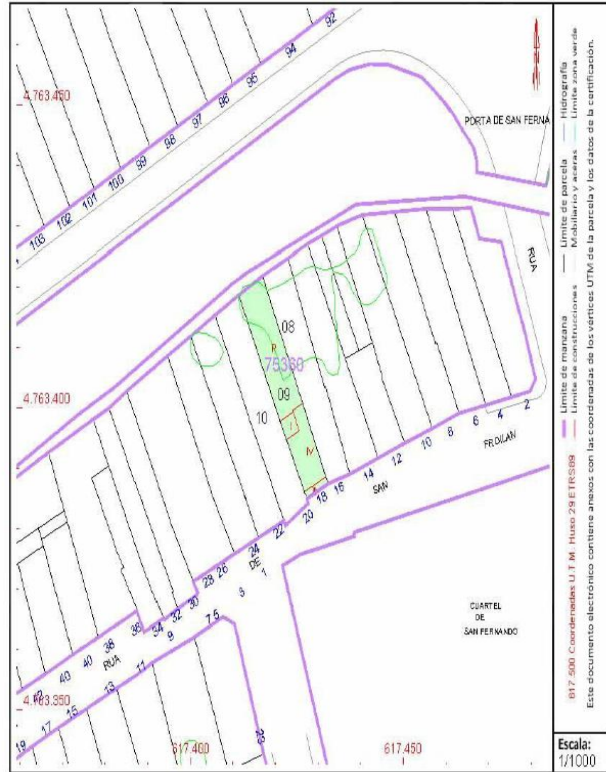 92
94
95
96
97
98
99
100
101
102
103
4.763.450
PORTA DE SAN FERNA
RUA
08
R
75360
09
10
I
IV
4.763.400
2
4
6
8
10
12
14
16
18
20
22
24
26
28
30
32
34
36
38
40
40
42
FROILAN
SAN
DE
RUA
1
3
7 5
9
11
13
15
17
19
23
CUARTEL
DE
SAN FERNANDO
4.763.350
617.400
617.450
617.500 Coordenadas U.T.M. Huso 29 ETRS89
Límite de manzana
Límite de parcela
Límite de construcciones
Mobiliario y aceras
Hidrografía
Límite zona verde
Este documento electrónico contiene anexos con las coordenadas de los vértices UTM de la parcela y los datos de la certificación.
Escala:
1/1000